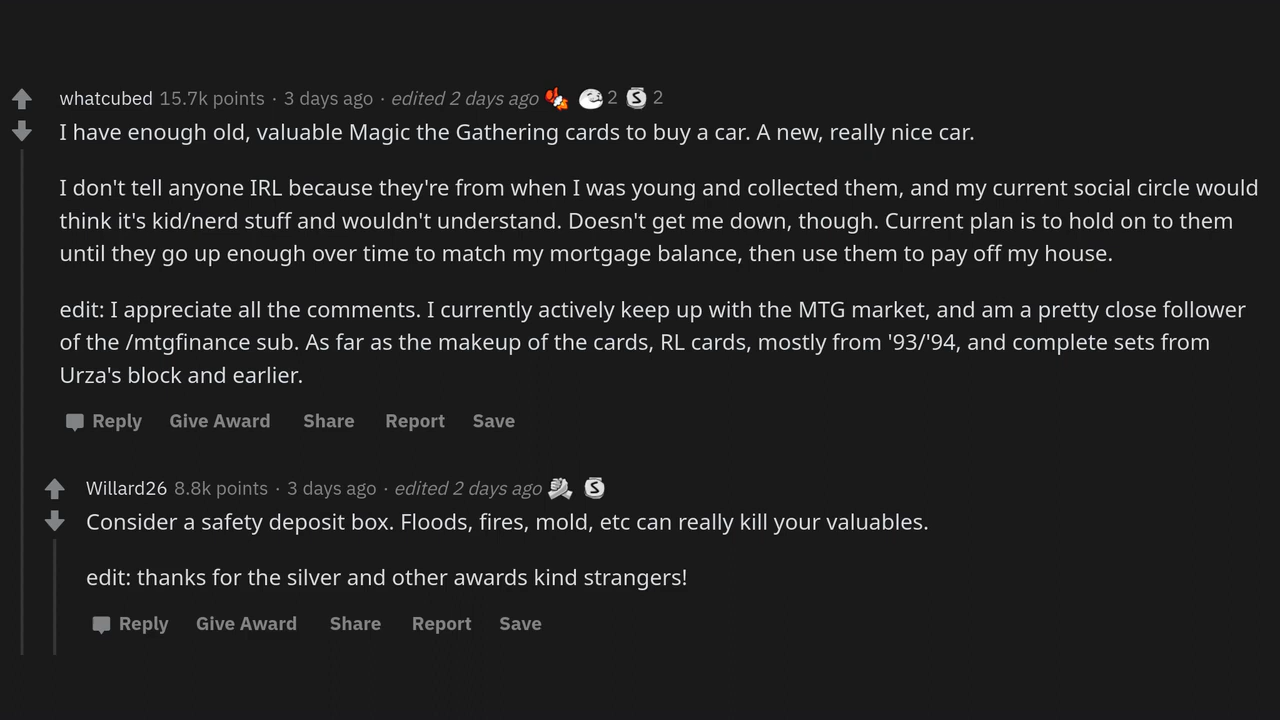 whatcubed 15.7k points · 3 days ago · edited 2 days ago 2 S 2
I have enough old, valuable Magic the Gathering cards to buy a car. A new, really nice car.
I don't tell anyone IRL because they're from when I was young and collected them, and my current social circle would
think it's kid/nerd stuff and wouldn't understand. Doesn't get me down, though. Current plan is to hold on to them
until they go up enough over time to match my mortgage balance, then use them to pay off my house.
edit: I appreciate all the comments. I currently actively keep up with the MTG market, and am a pretty close follower
of the /mtgfinance sub. As far as the makeup of the cards, RL cards, mostly from '93/'94, and complete sets from
Urza's block and earlier.
Reply Give Award Share Report Save
Willard26 8.8k points · 3 days ago · edited 2 days ago S
Consider a safety deposit box. Floods, fires, mold, etc can really kill your valuables.
edit: thanks for the silver and other awards kind strangers!
Reply Give Award Share Report Save